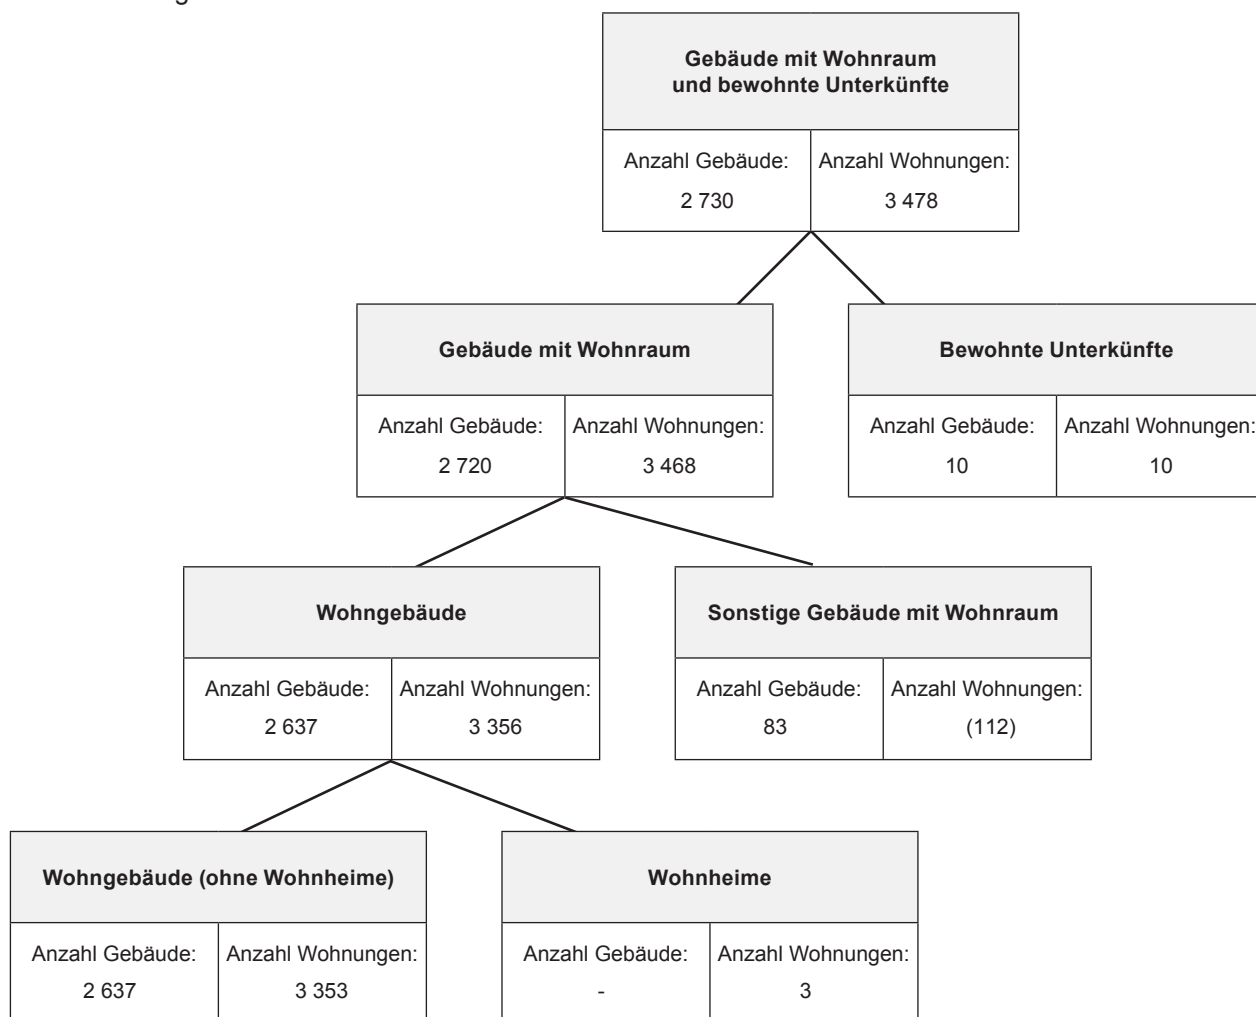 Gebäude mit Wohnraum
und bewohnte Unterkünfte
Anzahl Gebäude: Anzahl Wohnungen:
2 730 3 478
Gebäude mit Wohnraum
Anzahl Gebäude: Anzahl Wohnungen:
2 720 3 468
Bewohnte Unterkünfte
Anzahl Gebäude: Anzahl Wohnungen:
10 10
Wohngebäude
Anzahl Gebäude: Anzahl Wohnungen:
2 637 3 356
Sonstige Gebäude mit Wohnraum
Anzahl Gebäude: Anzahl Wohnungen:
83 (112)
Wohngebäude (ohne Wohnheime)
Anzahl Gebäude: Anzahl Wohnungen:
2 637 3 353
Wohnheime
Anzahl Gebäude: Anzahl Wohnungen:
- 3